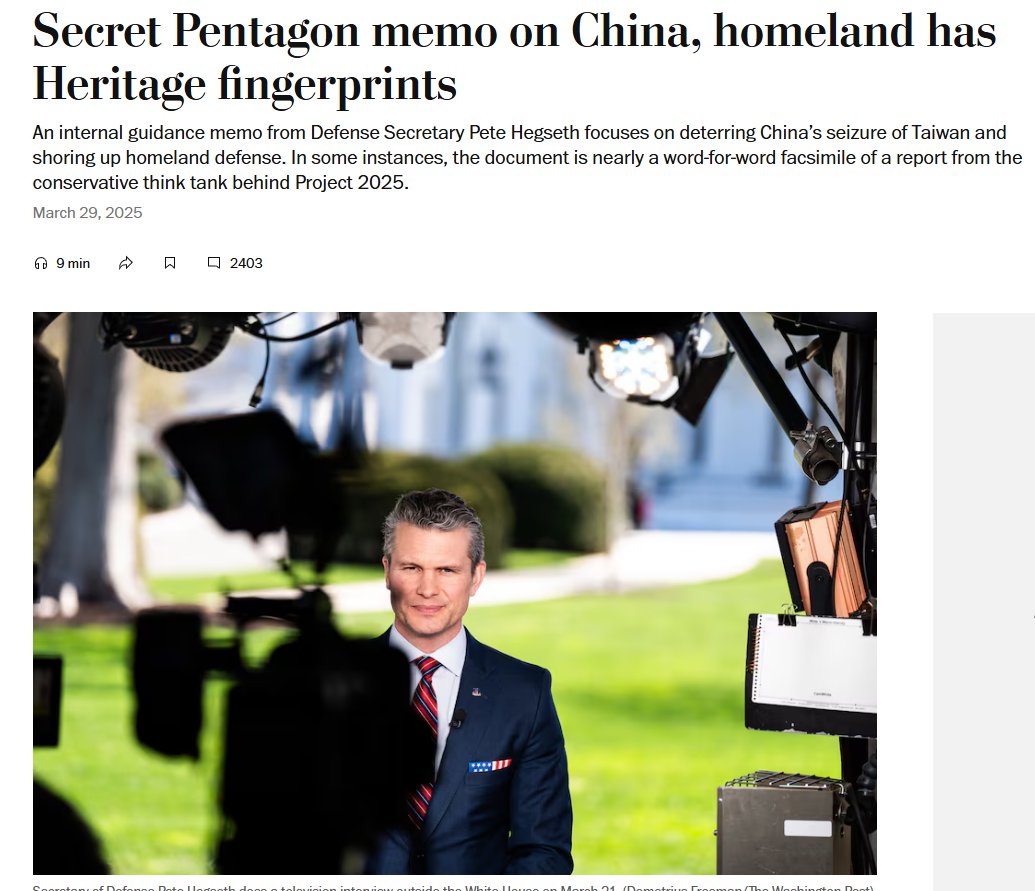 Secret Pentagon memo on China, homeland has
Heritage fingerprints
An internal guidance memo from Defense Secretary Pete Hegseth focuses on deterring China’s seizure of Taiwan and
shoring up homeland defense. In some instances, the document is nearly a word-for-word facsimile of a report from the
conservative think tank behind Project 2025.
March 29, 2025
9 min
2403
Secretary of Defense Pete Hegseth does a television interview outside the White House on March 21. (Demetrius Freeman/The Washington Post)